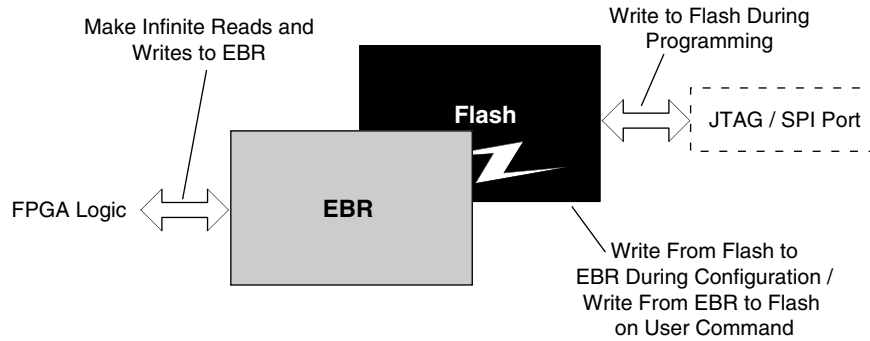 Make Infinite Reads and
Writes to EBR
Write to Flash During
Programming
Flash
JTAG / SPI Port
FPGA Logic
EBR
Write From Flash to
EBR During Configuration /
Write From EBR to Flash
on User Command